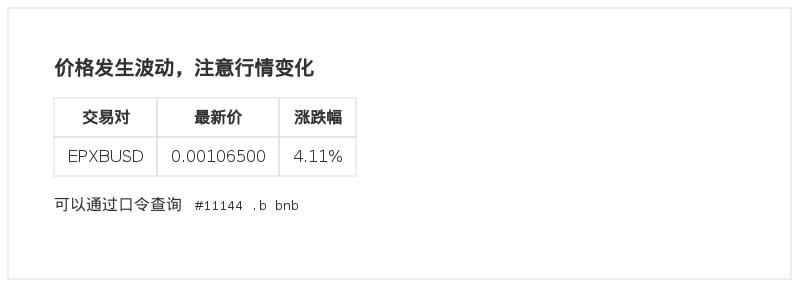 价格发生波动，注意行情变化
交易对 最新价 涨跌幅
EPXBUSD 0.00106500 4.11%
可以通过口令查询 #11144 .b bnb